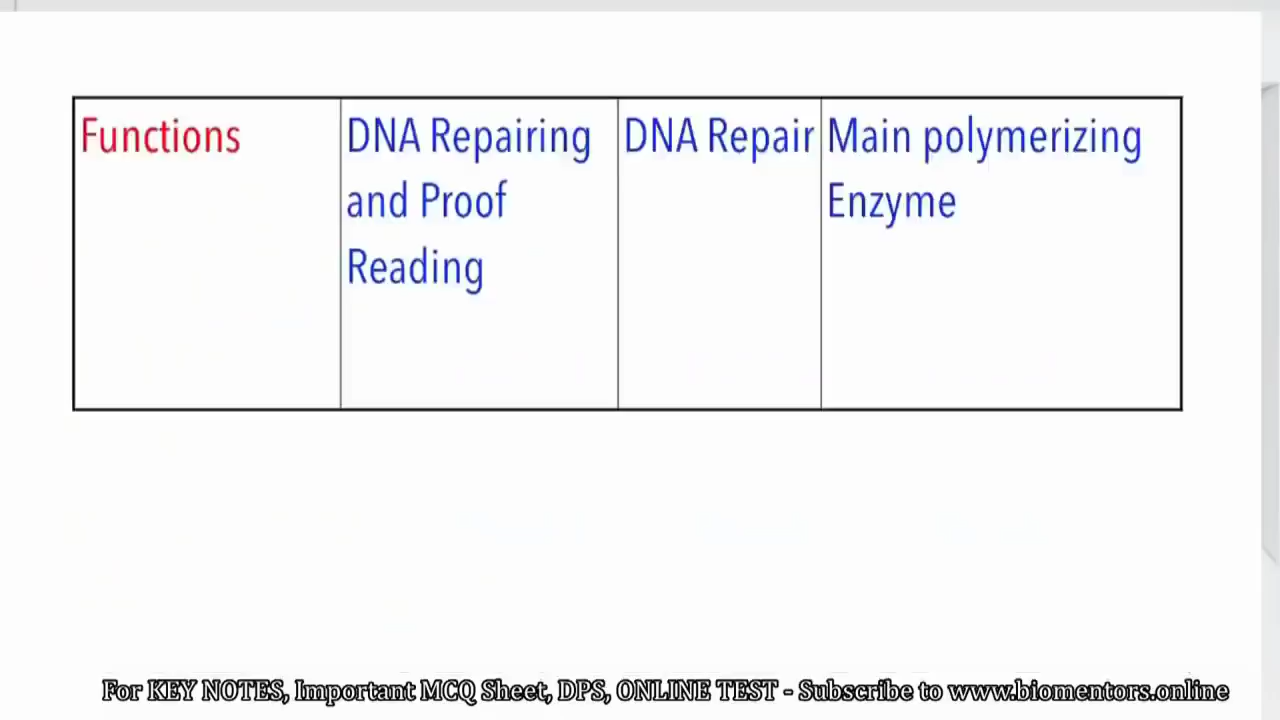 Functions
DNA Repairing
and Proof
Reading
DNA Repair
Main polymerizing
Enzyme
For KEY NOTES, Important MCQ Sheet, DPS, ONLINE TEST - Subscribe to www.biomentors.online